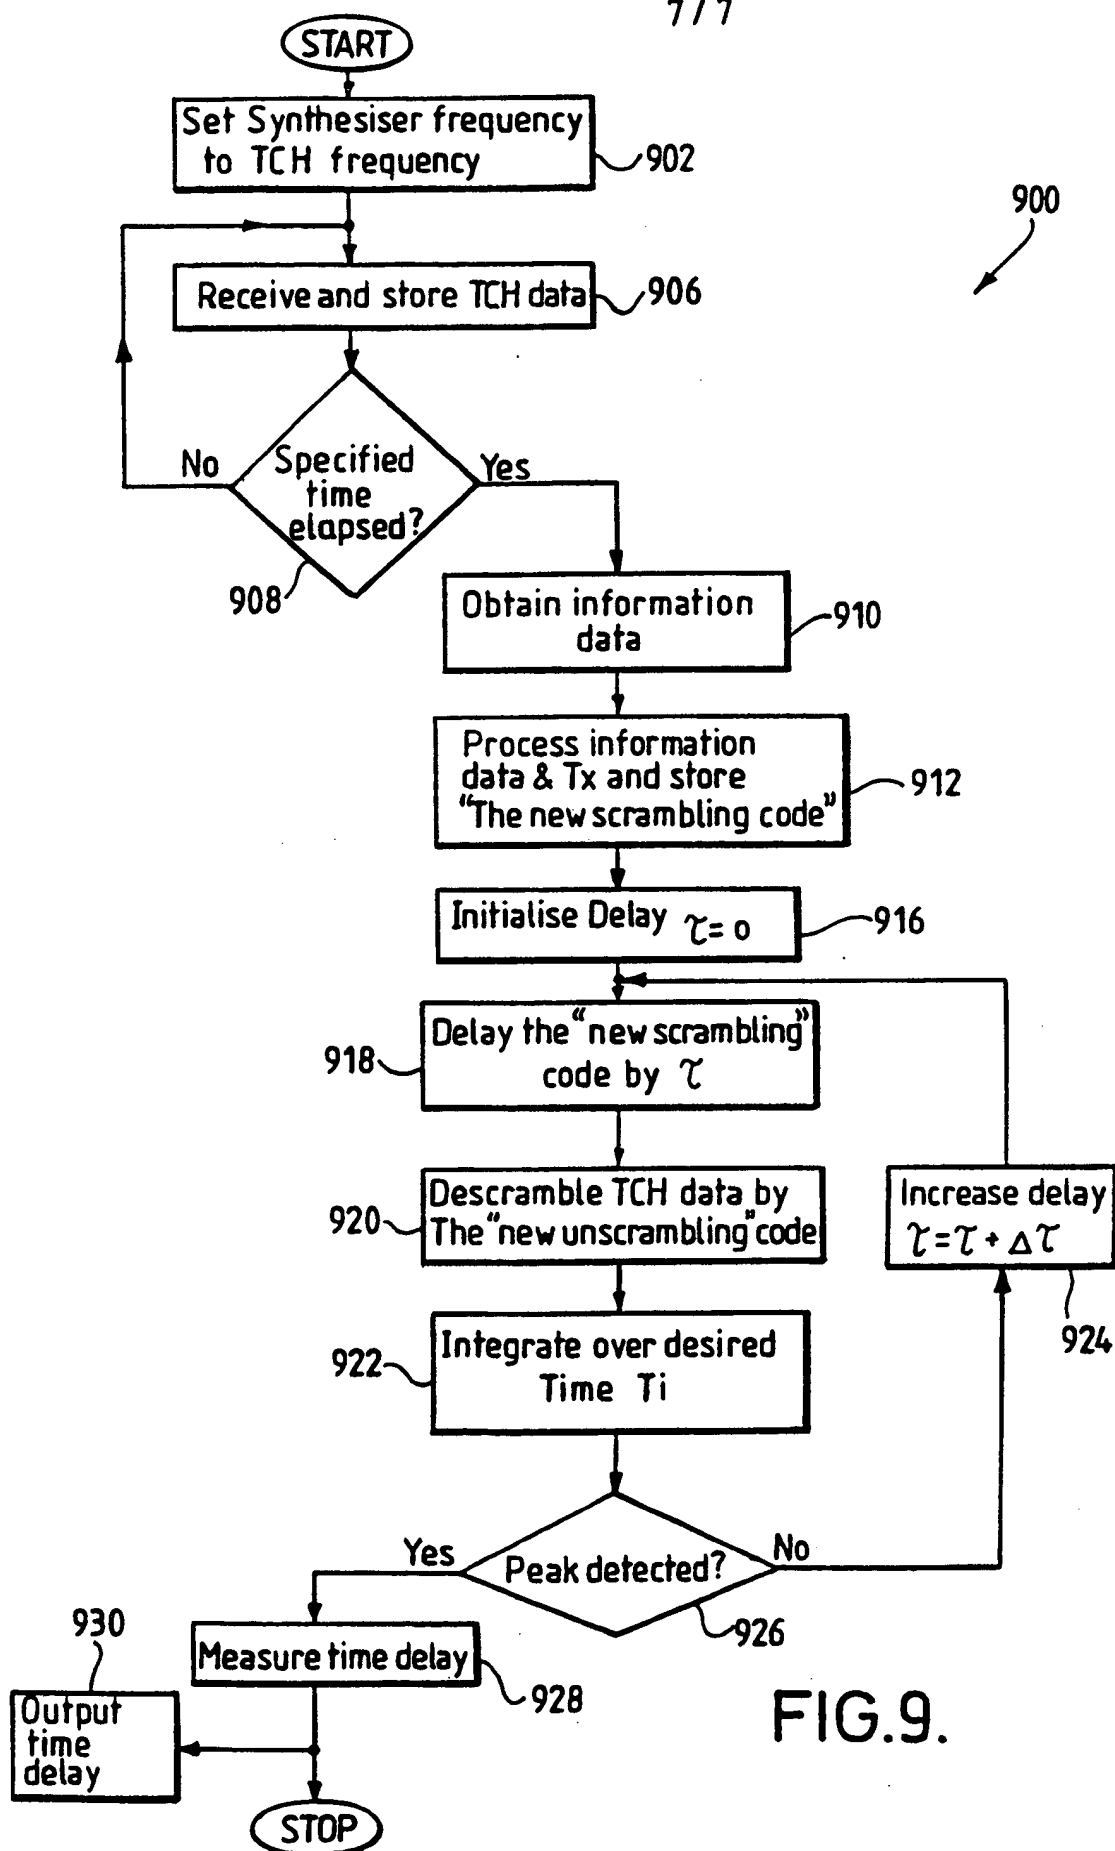 7/7
START
Set Synthesiser frequency
to TCH frequency
902
900
Receive and store TCH data
906
No
Specified
time
elapsed?
Yes
908
Obtain information
data
910
Process information
data & Tx and store
"The new scrambling code"
912
Initialise Delay τ= 0
916
Delay the "new scrambling"
code by τ
918
Descramble TCH data by
The "new unscrambling" code
920
Increase delay
τ=τ + Δτ
924
Integrate over desired
Time Ti
922
Yes
Peak detected?
No
926
930
Measure time delay
928
Output
time
delay
STOP
FIG.9.